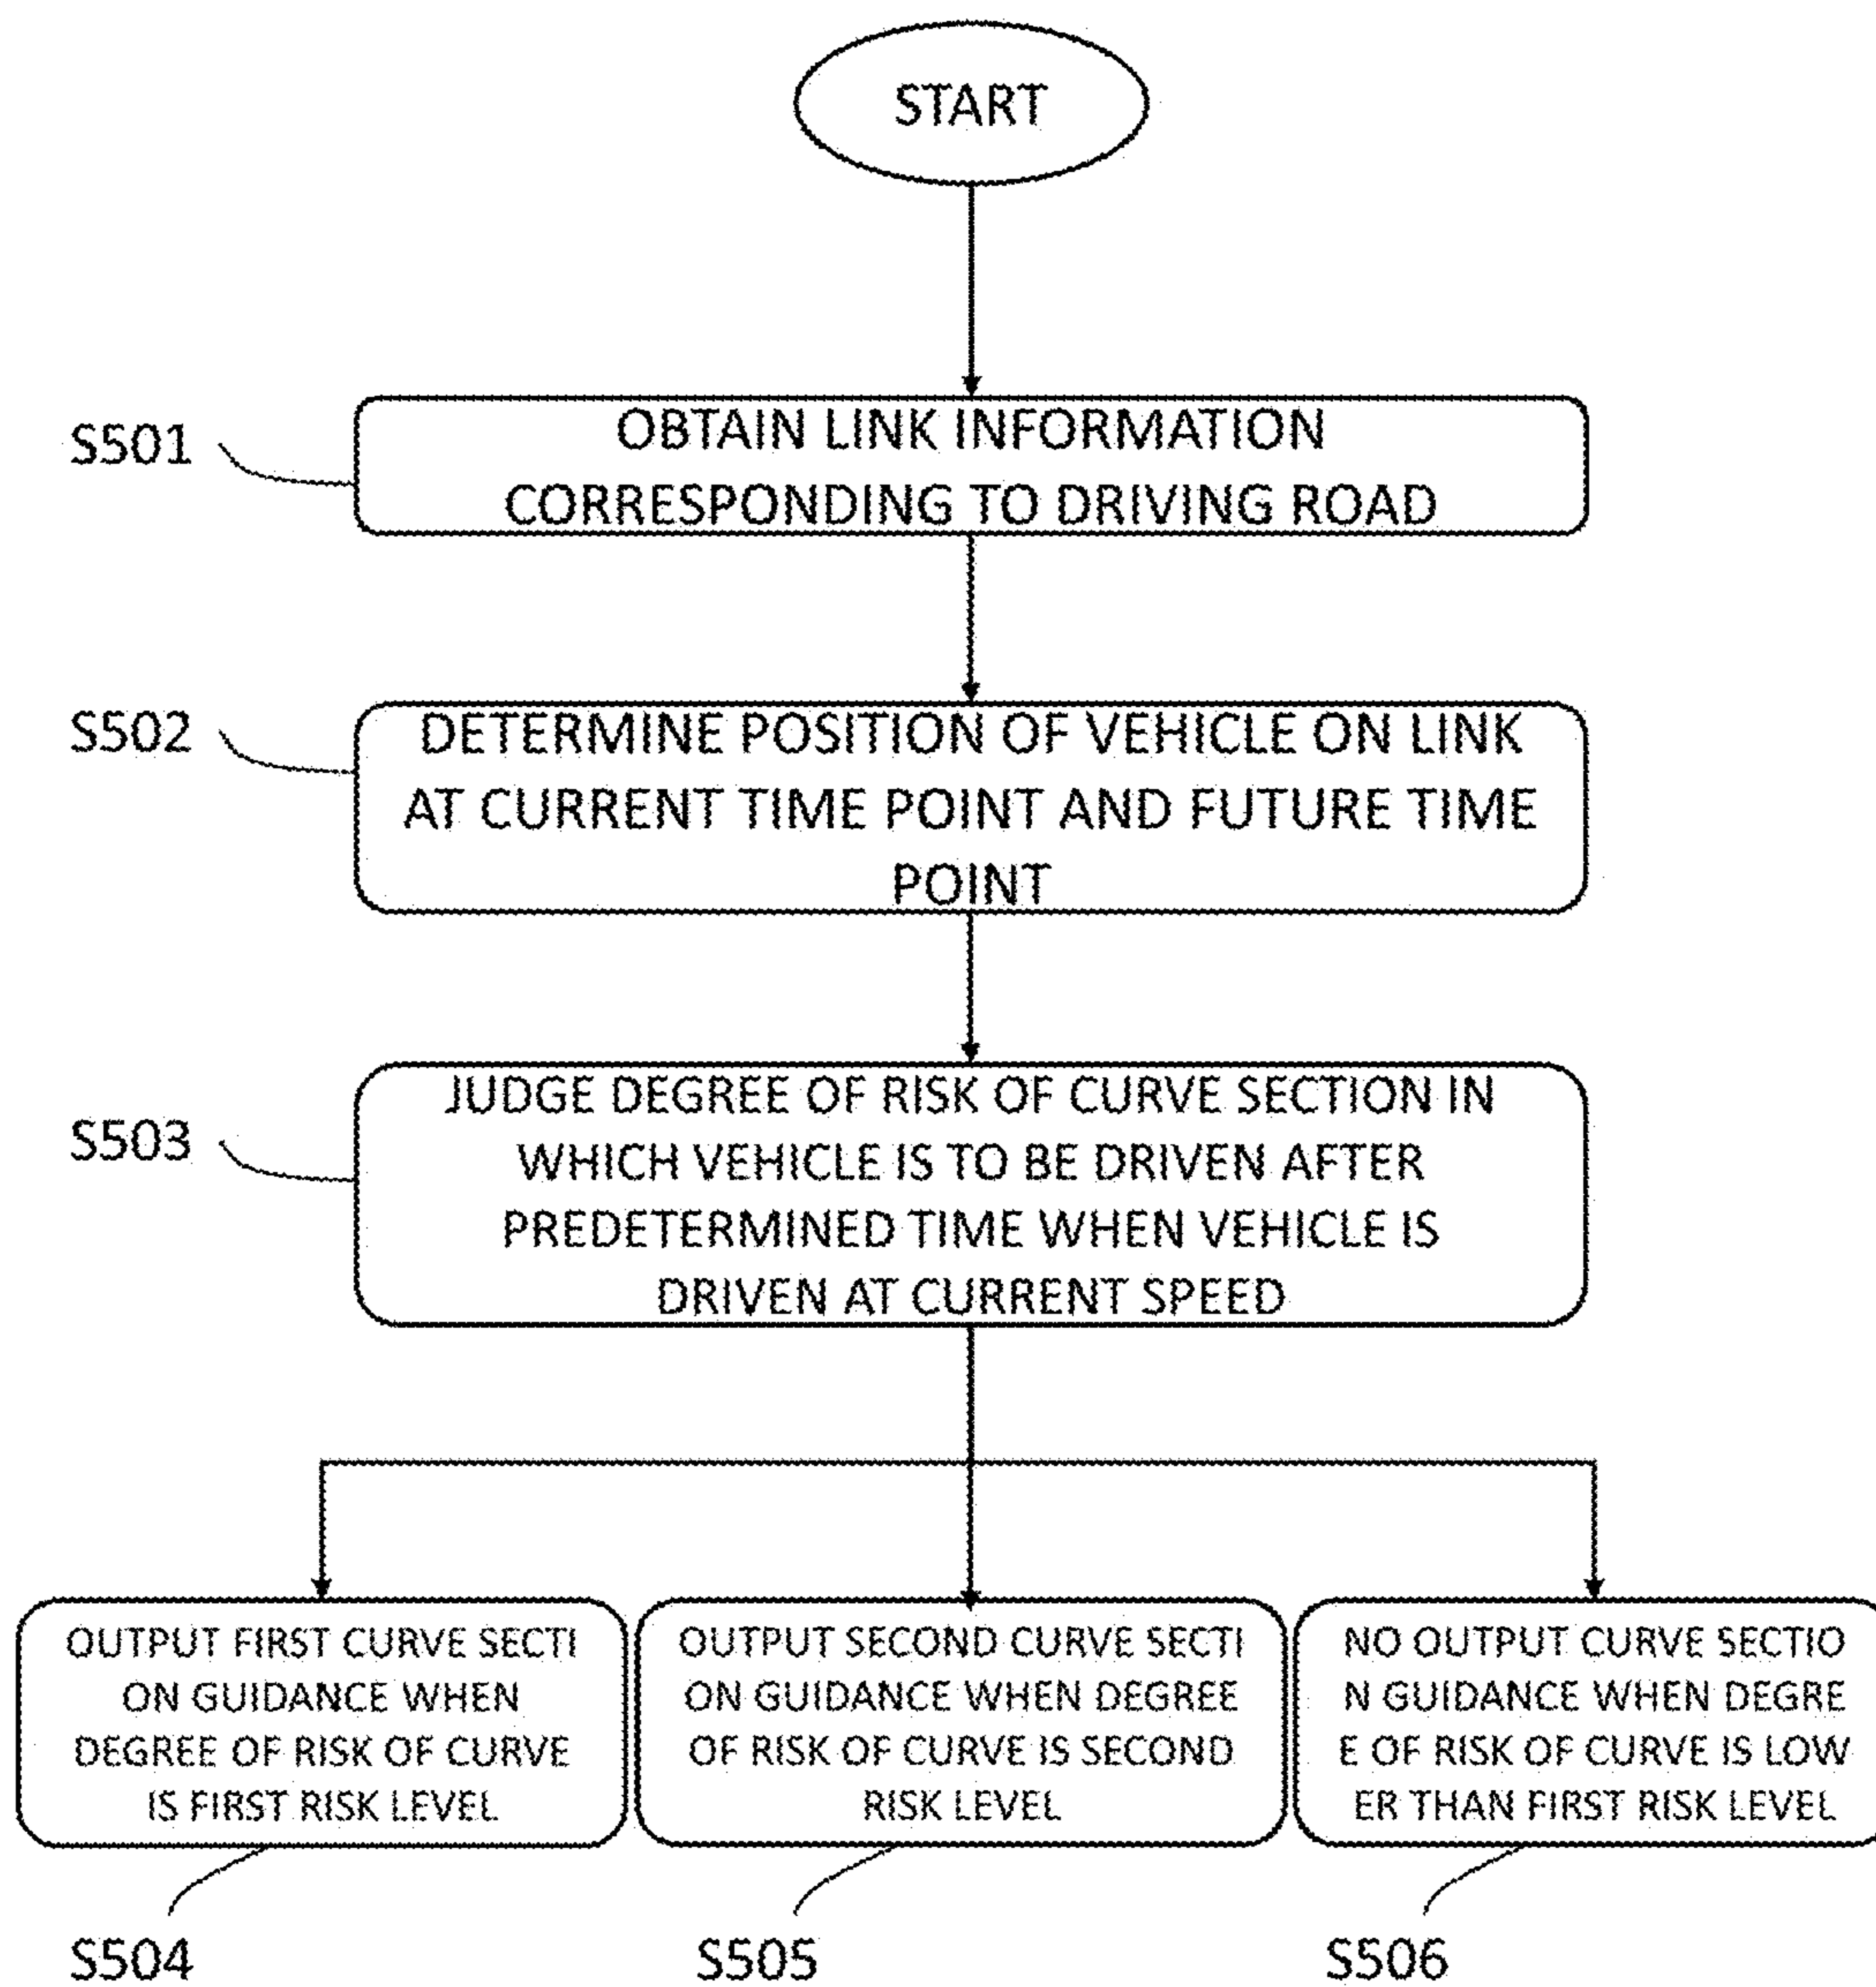 START
S501
OBTAIN LINK INFORMATION
CORRESPONDING TO DRIVING ROAD
S502
DETERMINE POSITION OF VEHICLE ON LINK
AT CURRENT TIME POINT AND FUTURE TIME
POINT
S503
JUDGE DEGREE OF RISK OF CURVE SECTION IN
WHICH VEHICLE IS TO BE DRIVEN AFTER
PREDETERMINED TIME WHEN VEHICLE IS
DRIVEN AT CURRENT SPEED
OUTPUT FIRST CURVE SECTI
ON GUIDANCE WHEN
DEGREE OF RISK OF CURVE
IS FIRST RISK LEVEL
S504
OUTPUT SECOND CURVE SECTI
ON GUIDANCE WHEN DEGREE
OF RISK OF CURVE IS SECOND
RISK LEVEL
S505
NO OUTPUT CURVE SECTIO
N GUIDANCE WHEN DEGRE
E OF RISK OF CURVE IS LOW
ER THAN FIRST RISK LEVEL
S506